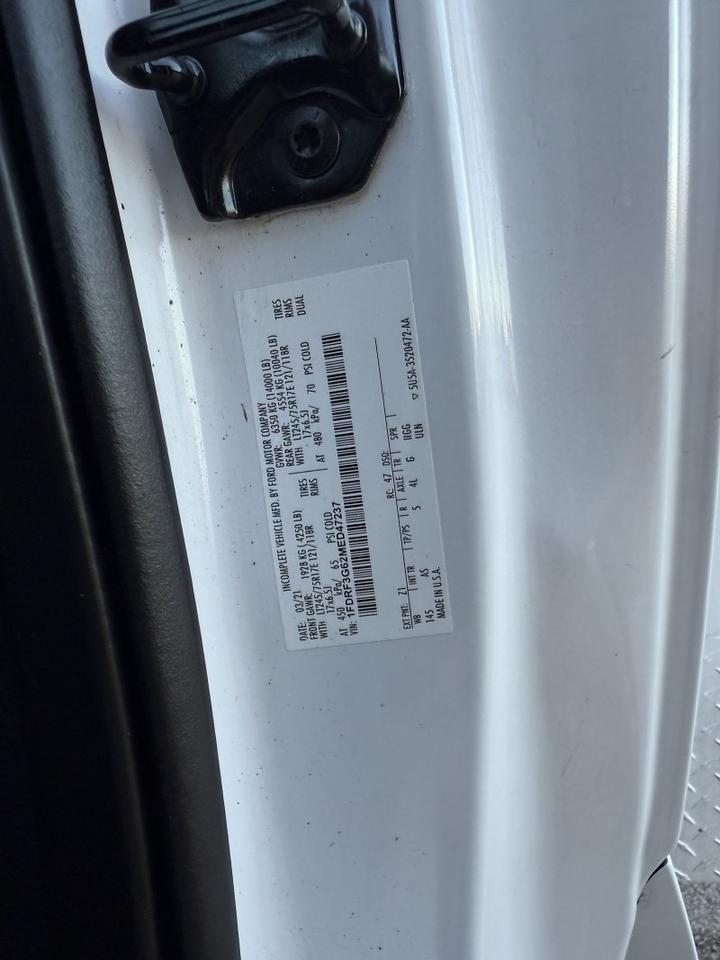 INCOMPLETE VEHICLE MFD. BY FORD MOTOR COMPANY
DATE: 03/21 GVWR: 6350 KG (14000 LB)
FRONT GAWR: 1928 KG (4250 LB) REAR GAWR: 4554 KG (10040 LB)
WITH LT245/75R17E 121/118R TIRES WITH LT245/75R17E 121/118R TIRES
17x6.5J RIMS 17x6.5J RIMS
AT 450 kPa/ 65 PSI COLD AT 480 kPa/ 70 PSI COLD DUAL
VIN: 1FDRF3G62MED47237
EXT PNT: Z1 RC: 47 DSO:
WB INT TR TP/PS R AXLE TR SPR
145 AS 5 4L G IIGG
MADE IN U.S.A. ULN
▽ 5U5A-3520472-AA